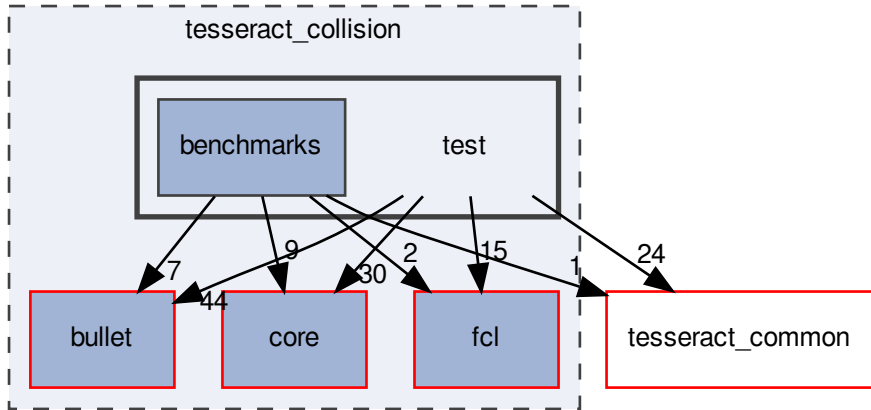 tesseract_collision
benchmarks
test
7
9
2
15
1
24
30
44
bullet
core
fcl
tesseract_common